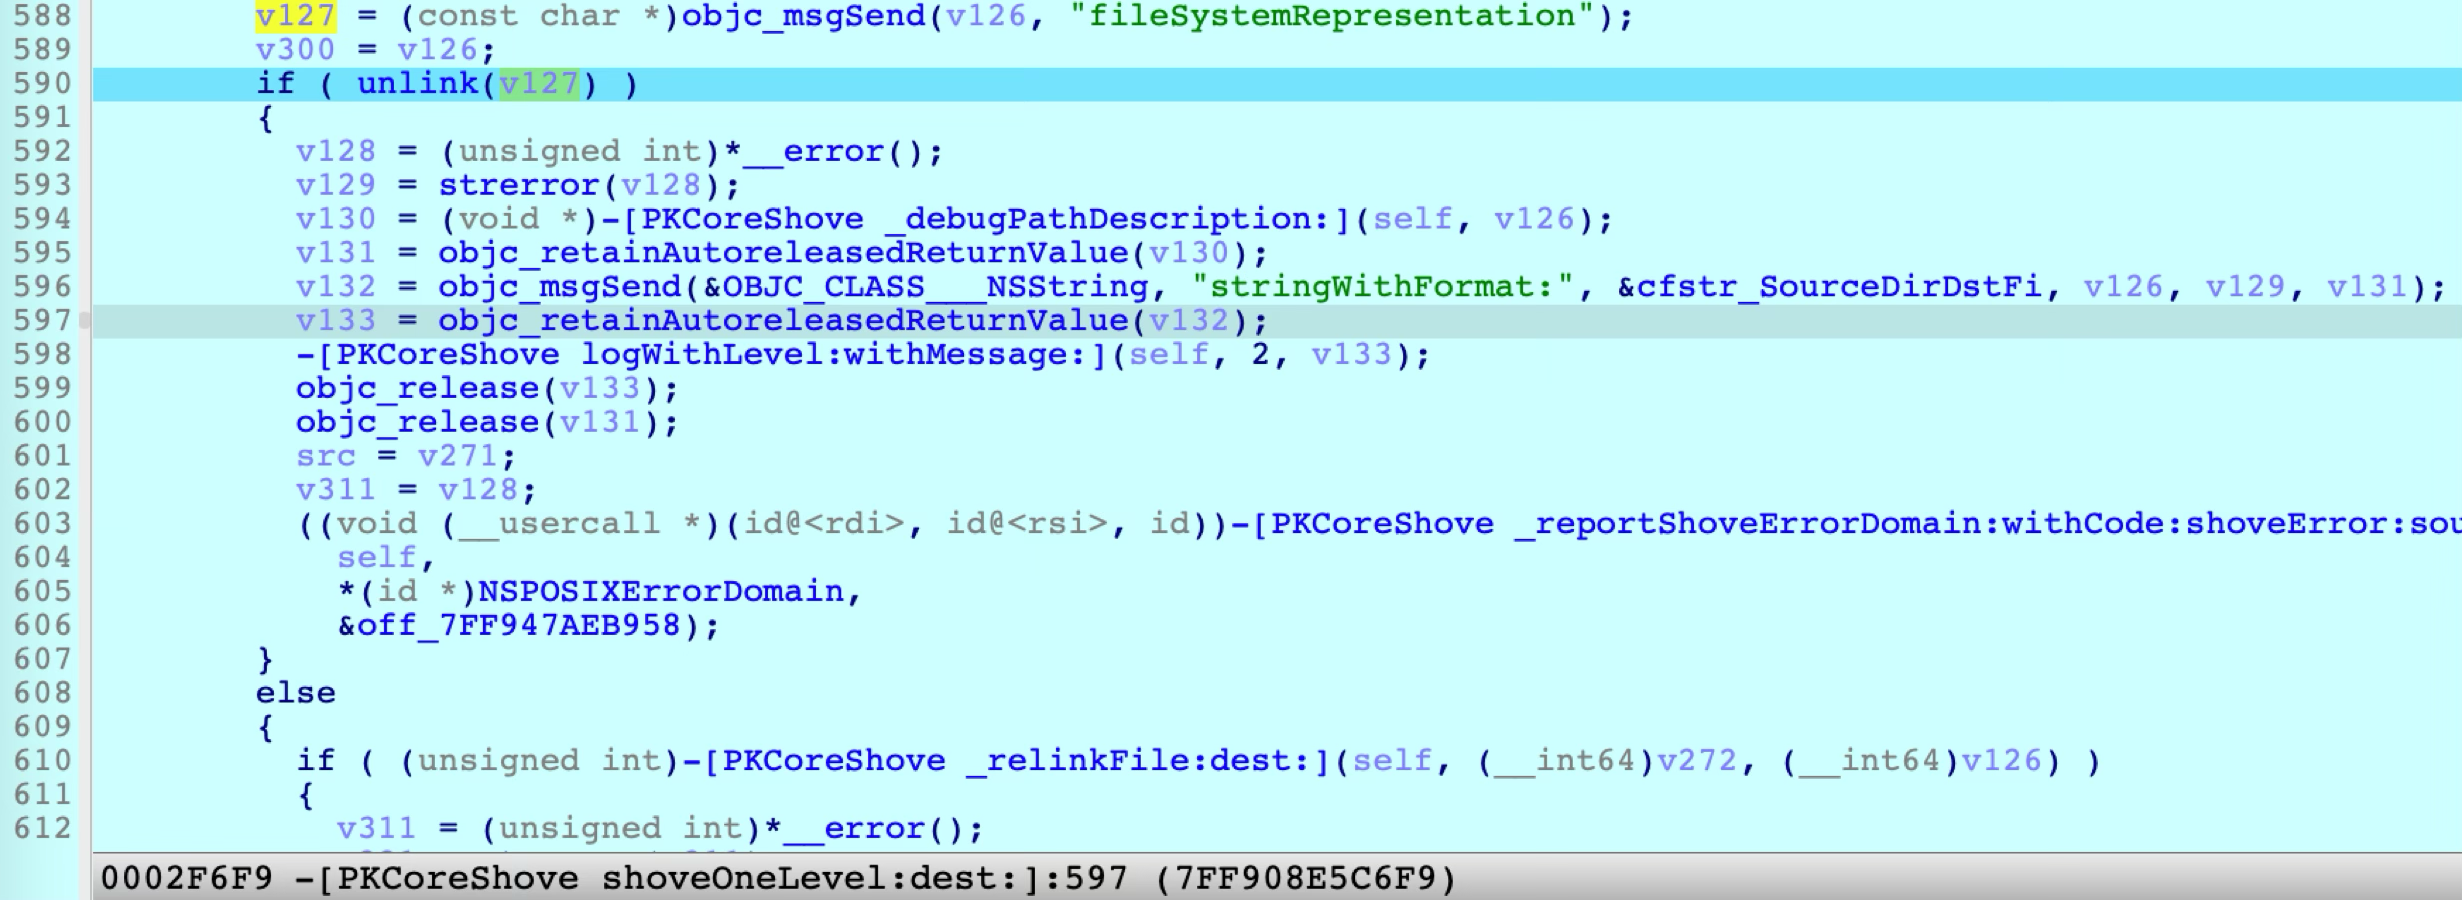 588 v127 = (const char *)objc_msgSend(v126, "fileSystemRepresentation");
589 v300 = v126;
590 if ( unlink(v127) )
591 {
592 v128 = (unsigned int)*__error();
593 v129 = strerror(v128);
594 v130 = (void *)-[PKCoreShove _debugPathDescription:](self, v126);
595 v131 = objc_retainAutoreleasedReturnValue(v130);
596 v132 = objc_msgSend(&OBJC_CLASS___NSString, "stringWithFormat:", &cfstr_SourceDirDstFi, v126, v129, v131);
597 v133 = objc_retainAutoreleasedReturnValue(v132);
598 -[PKCoreShove logWithLevel:withMessage:](self, 2, v133);
599 objc_release(v133);
600 objc_release(v131);
601 src = v271;
602 v311 = v128;
603 ((void (__usercall *)(id@<rdi>, id@<rsi>, id))-[PKCoreShove _reportShoveErrorDomain:withCode:shoveError:sou
604 self,
605 *(id *)NSPOSIXErrorDomain,
606 &off_7FF947AEB958);
607 }
608 else
609 {
610 if ( (unsigned int)-[PKCoreShove _relinkFile:dest:](self, (__int64)v272, (__int64)v126) )
611 {
612 v311 = (unsigned int)*__error();
0002F6F9 -[PKCoreShove shoveOneLevel:dest:]:597 (7FF908E5C6F9)